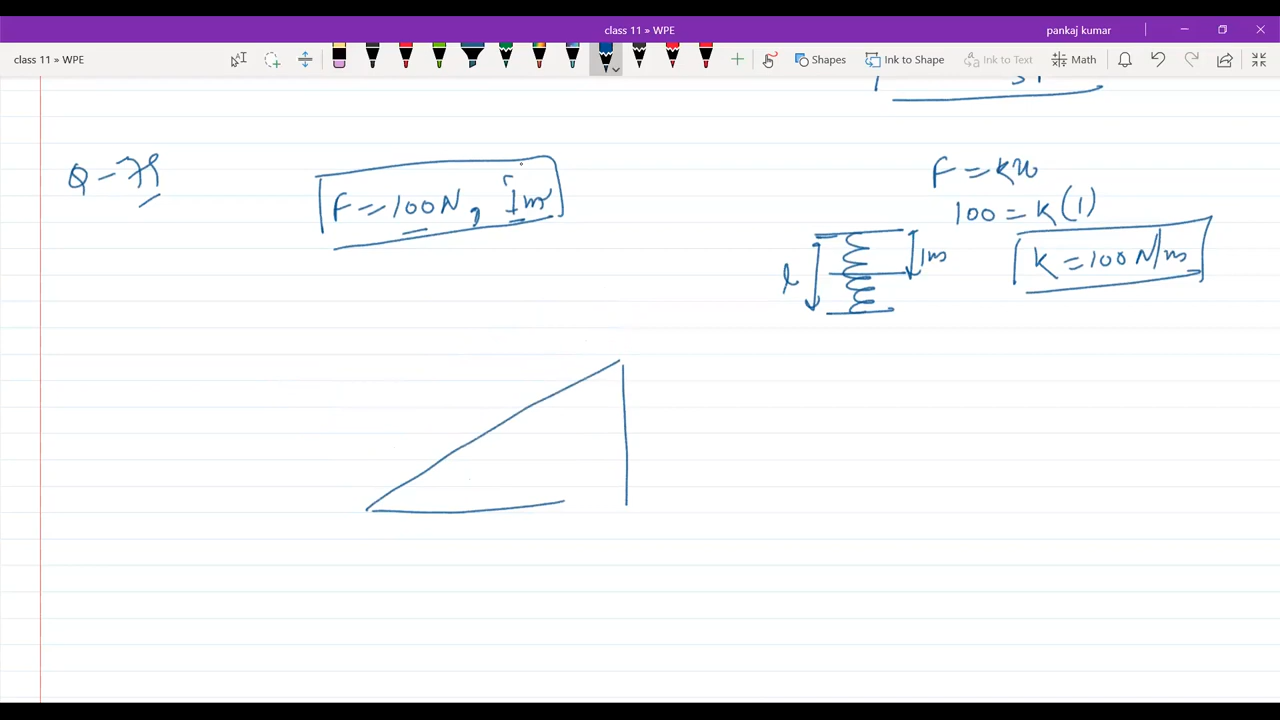 class 11 » WPE
pankaj kumar
class 11 » WPE
Shapes
Ink to Shape
Ink to Text
Math
Q - 79
F = 100N, 1m
F = kx
100 = k(1)
l
1m
k = 100 N/m